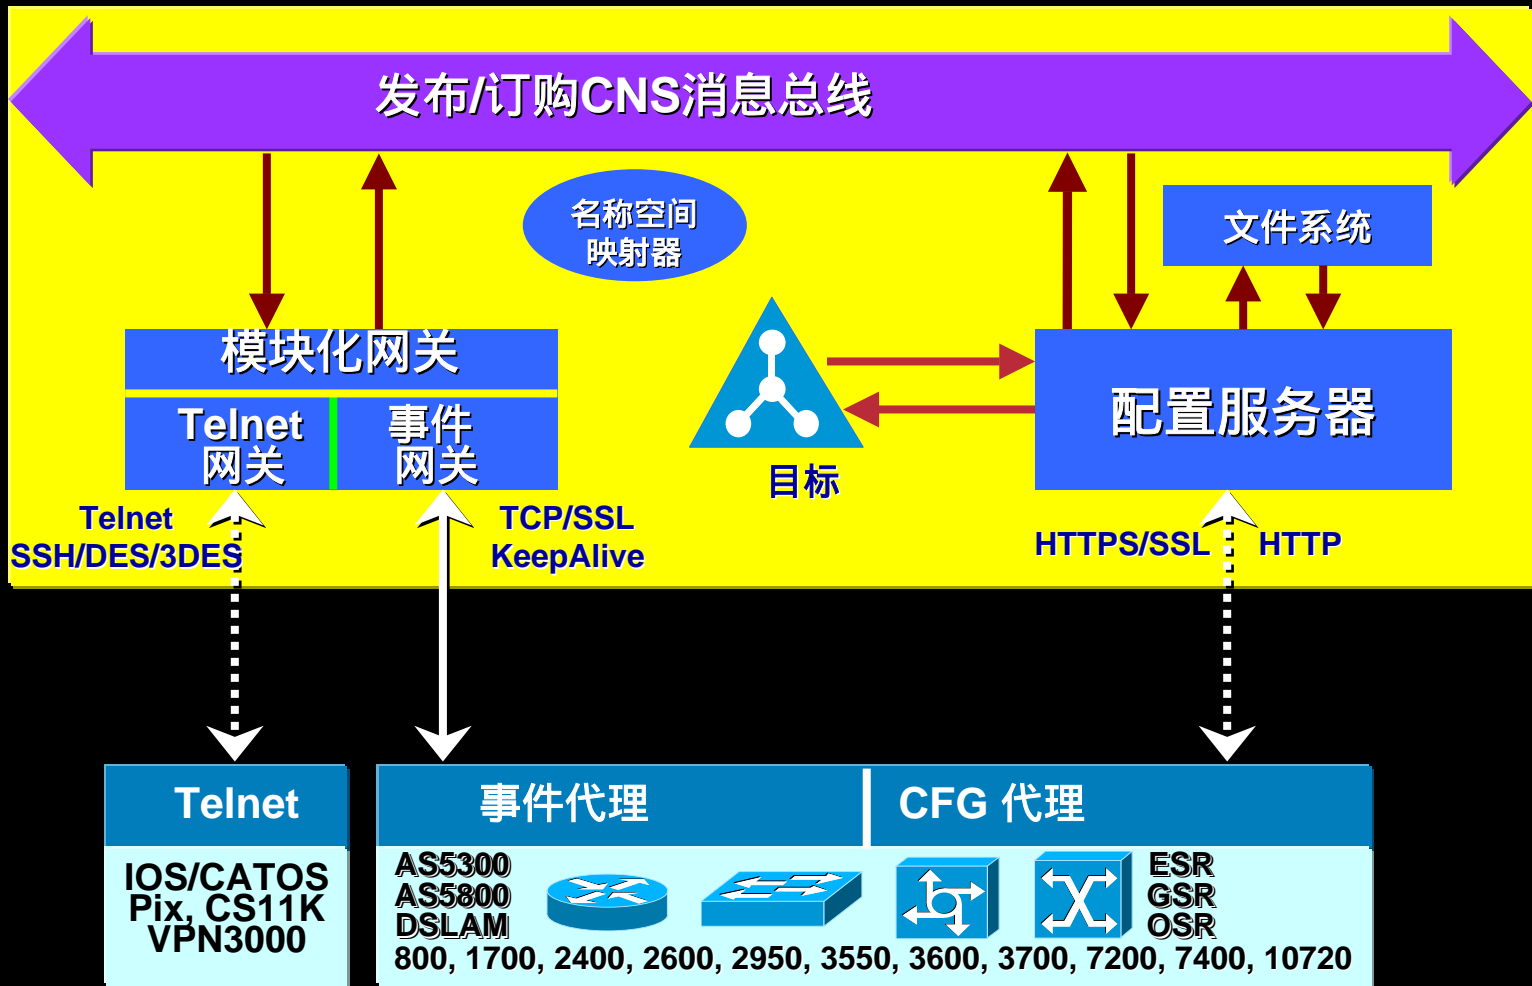 发布/订购CNS消息总线
名称空间
映射器
文件系统
模块化网关
Telnet
网关
事件
网关
配置服务器
目标
Telnet
SSH/DES/3DES
TCP/SSL
KeepAlive
HTTPS/SSL
HTTP
Telnet
事件代理
CFG 代理
IOS/CATOS
Pix, CS11K
VPN3000
AS5300
AS5800
DSLAM
ESR
GSR
OSR
800, 1700, 2400, 2600, 2950, 3550, 3600, 3700, 7200, 7400, 10720